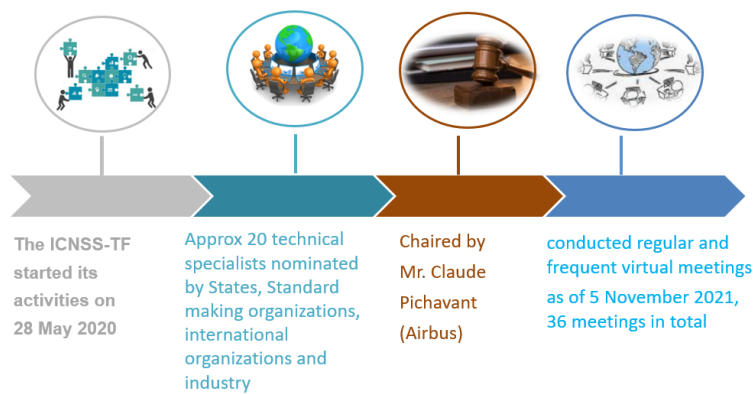 The ICNSS-TF
started its
activities on
28 May 2020
Approx 20 technical
specialists nominated
by States, Standard
making organizations,
international
organizations and
industry
Chaired by
Mr. Claude
Pichavant
(Airbus)
conducted regular and
frequent virtual meetings
as of 5 November 2021,
36 meetings in total